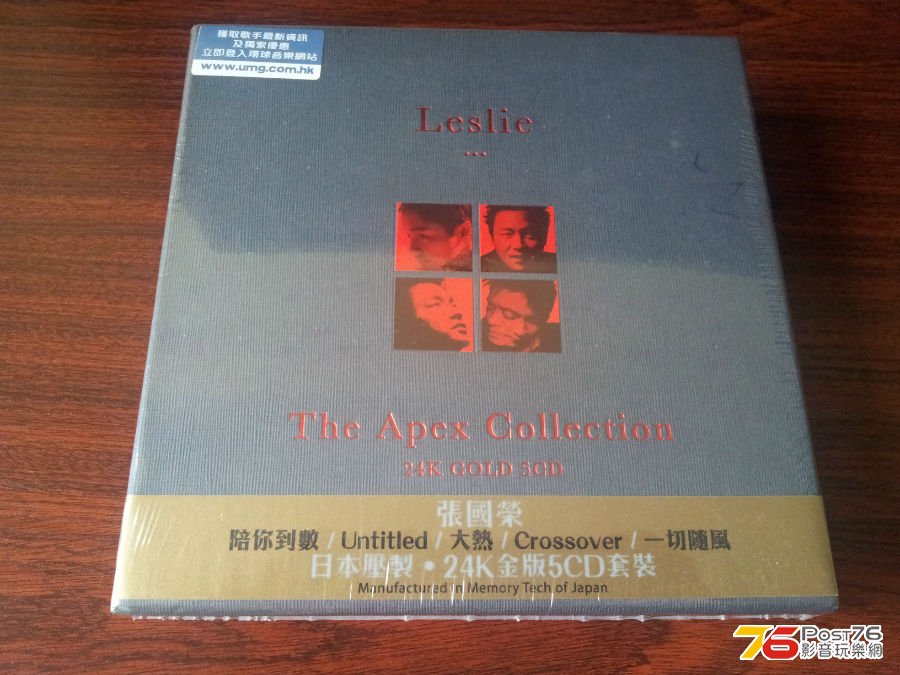 獲取歌手最新資訊
及獨家優惠
立即登入環球音樂網站
www.umg.com.hk
Leslie
...
The Apex Collection
24K GOLD 5CD
張國榮
陪你到數 / Untitled / 大熱 / Crossover / 一切隨風
日本壓製・24K金版5CD套裝
Manufactured in Memory Tech of Japan
76 Post76
影音玩樂網